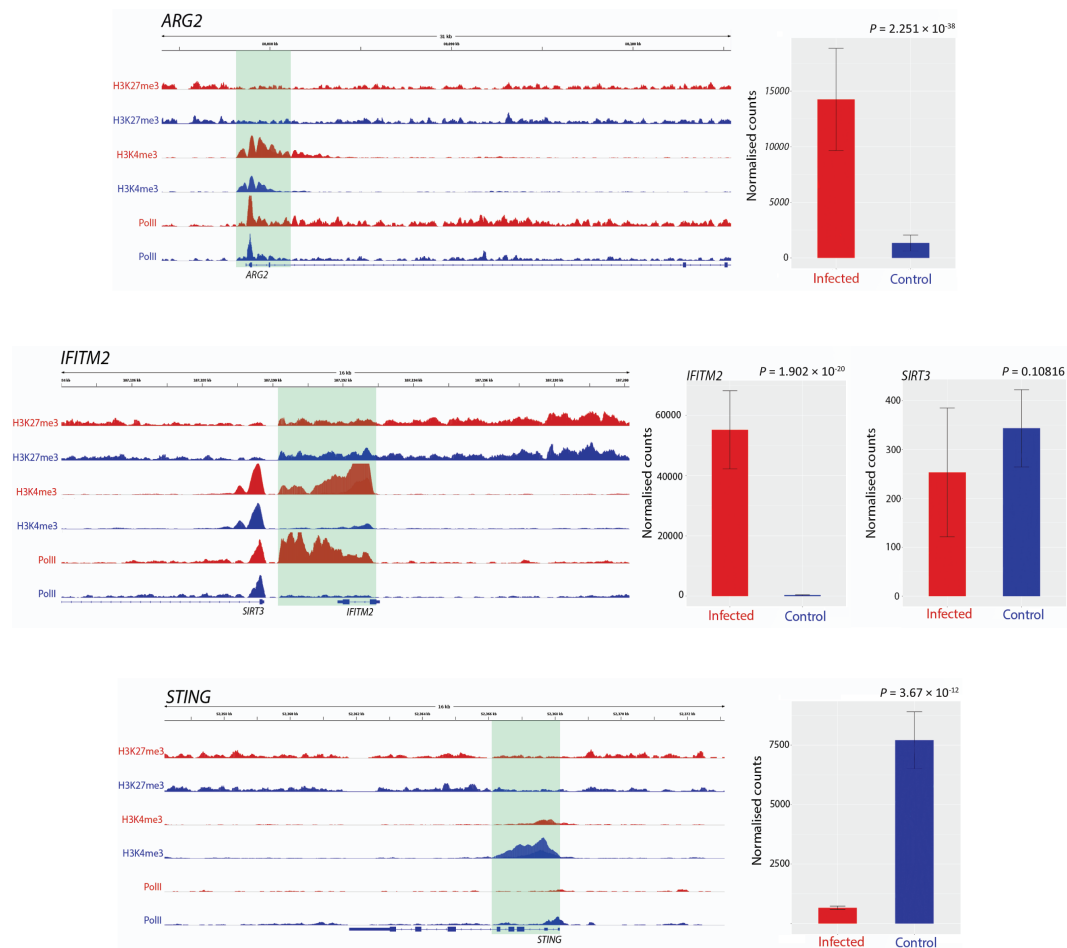 ARG2
31 kb
H3K27me3
H3K27me3
H3K4me3
H3K4me3
PolII
PolII
ARG2
P = 2.251 × 10-38
Normalised counts
15000
10000
5000
0
Infected
Control
IFITM2
16 kb
H3K27me3
H3K27me3
H3K4me3
H3K4me3
PolII
PolII
SIRT3
IFITM2
IFITM2
P = 1.902 × 10-20
Normalised counts
60000
40000
20000
0
Infected
Control
SIRT3
P = 0.10816
Normalised counts
400
300
200
100
0
Infected
Control
STING
16 kb
H3K27me3
H3K27me3
H3K4me3
H3K4me3
PolII
PolII
STING
P = 3.67 × 10-12
Normalised counts
7500
5000
2500
Infected
Control